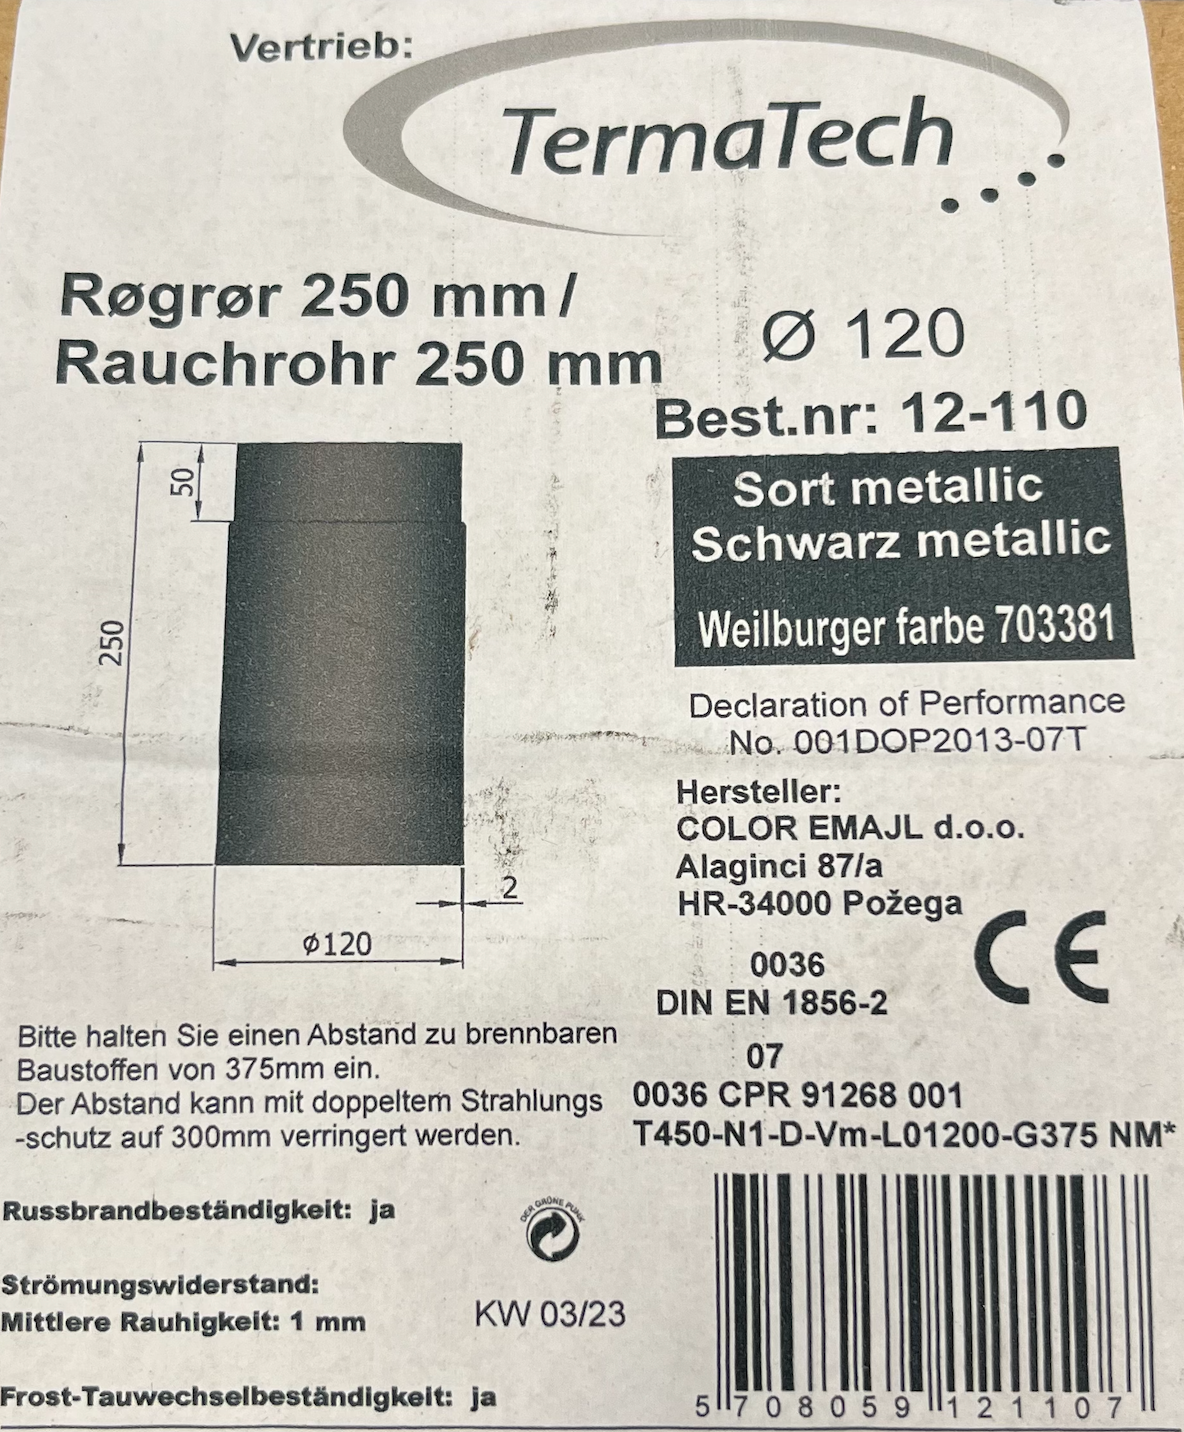 Vertrieb:
TermaTech
Røgrør 250 mm/
Rauchrohr 250 mm
Ø 120
Best.nr: 12-110
Sort metallic
Schwarz metallic
Weilburger farbe 703381
50
250
2
Ø120
Declaration of Performance
No. 001DOP2013-07T
Hersteller:
COLOR EMAJL d.o.o.
Alaginci 87/a
HR-34000 Požega
CE
0036
DIN EN 1856-2
07
0036 CPR 91268 001
T450-N1-D-Vm-L01200-G375 NM*
Bitte halten Sie einen Abstand zu brennbaren
Baustoffen von 375mm ein.
Der Abstand kann mit doppeltem Strahlungs
-schutz auf 300mm verringert werden.
Russbrandbeständigkeit: ja
DER GRÜNE PUNKT
Strömungswiderstand:
Mittlere Rauhigkeit: 1 mm
KW 03/23
Frost-Tauwechselbeständigkeit: ja
5 708059 121107